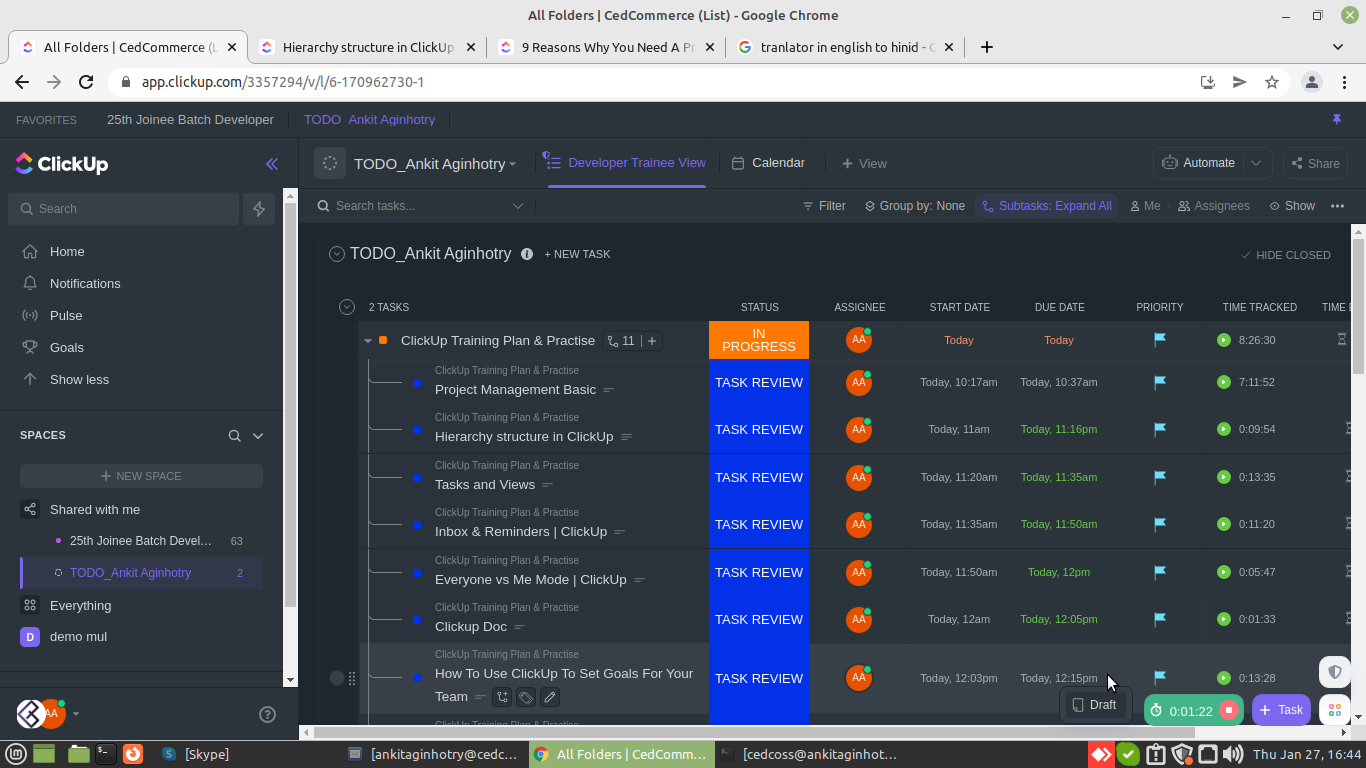 All Folders | CedCommerce (List) - Google Chrome
All Folders | CedCommerce (L
Hierarchy structure in ClickUp
9 Reasons Why You Need A Pr
tranlator in english to hinid - G
app.clickup.com/3357294/v/l/6-170962730-1
FAVORITES 25th Joinee Batch Developer TODO_Ankit Aginhotry
ClickUp
TODO_Ankit Aginhotry
Developer Trainee View
Calendar
+ View
Automate
Share
Search
Search tasks...
Filter
Group by: None
Subtasks: Expand All
Me
Assignees
Show
Home
Notifications
Pulse
Goals
Show less
SPACES
+ NEW SPACE
Shared with me
25th Joinee Batch Devel... 63
TODO_Ankit Aginhotry 2
Everything
D demo mul
AA
TODO_Ankit Aginhotry + NEW TASK
HIDE CLOSED
2 TASKS STATUS ASSIGNEE START DATE DUE DATE PRIORITY TIME TRACKED TIME
ClickUp Training Plan & Practise 11 + IN PROGRESS AA Today Today 8:26:30
ClickUp Training Plan & Practise
Project Management Basic TASK REVIEW AA Today, 10:17am Today, 10:37am 7:11:52
ClickUp Training Plan & Practise
Hierarchy structure in ClickUp TASK REVIEW AA Today, 11am Today, 11:16pm 0:09:54
ClickUp Training Plan & Practise
Tasks and Views TASK REVIEW AA Today, 11:20am Today, 11:35am 0:13:35
ClickUp Training Plan & Practise
Inbox & Reminders | ClickUp TASK REVIEW AA Today, 11:35am Today, 11:50am 0:11:20
ClickUp Training Plan & Practise
Everyone vs Me Mode | ClickUp TASK REVIEW AA Today, 11:50am Today, 12pm 0:05:47
ClickUp Training Plan & Practise
Clickup Doc TASK REVIEW AA Today, 12am Today, 12:05pm 0:01:33
ClickUp Training Plan & Practise
How To Use ClickUp To Set Goals For Your
Team TASK REVIEW AA Today, 12:03pm Today, 12:15pm 0:13:28
ClickUp Training Plan & Practise
Draft
0:01:22
+ Task
[Skype]
[ankitaginhotry@cedc...
All Folders | CedComm...
[cedcoss@ankitaginhot...
Thu Jan 27, 16:44